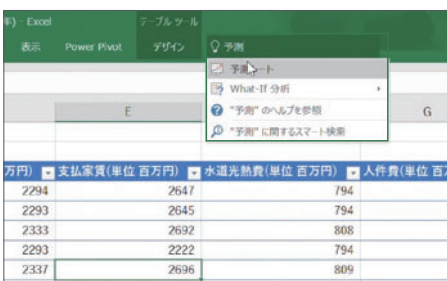 年) - Excel テーブル ツール
表示 Power Pivot デザイン 予測
予測シート
What-If 分析
"予測" のヘルプを参照
"予測" に関するスマート検索
E G
万円) 支払家賃(単位 百万円) 水道光熱費(単位 百万円) 人件費(単位 百万
2294 2647 794
2293 2645 794
2333 2692 808
2293 2222 794
2337 2696 809